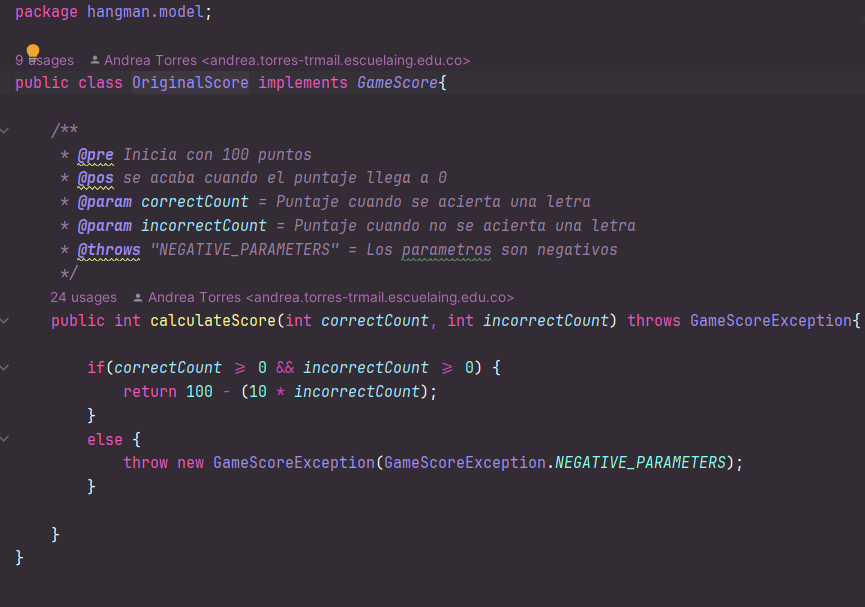 package hangman.model;
9 usages Andrea Torres <andrea.torres-trmail.escuelaing.edu.co>
public class OriginalScore implements GameScore{
/**
* @pre Inicia con 100 puntos
* @pos se acaba cuando el puntaje llega a 0
* @param correctCount = Puntaje cuando se acierta una letra
* @param incorrectCount = Puntaje cuando no se acierta una letra
* @throws "NEGATIVE_PARAMETERS" = Los parametros son negativos
*/
24 usages Andrea Torres <andrea.torres-trmail.escuelaing.edu.co>
public int calculateScore(int correctCount, int incorrectCount) throws GameScoreException{
if(correctCount ⩾ 0 && incorrectCount ⩾ 0) {
return 100 - (10 * incorrectCount);
}
else {
throw new GameScoreException(GameScoreException.NEGATIVE_PARAMETERS);
}
}
}